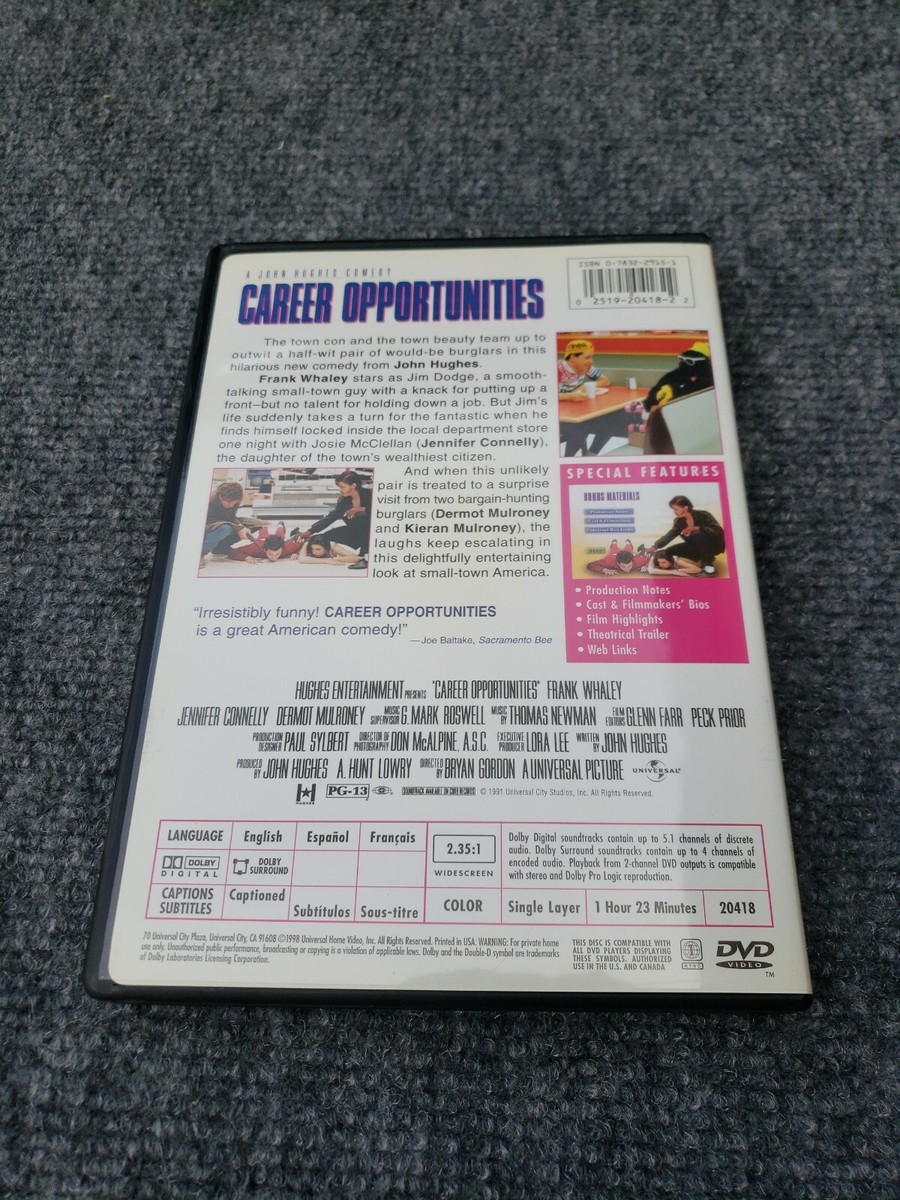 A JOHN HUGHES COMEDY
CAREER OPPORTUNITIES
ISBN 0-7832-2955-1
0 2519-20418-2 2
The town con and the town beauty team up to
outwit a half-wit pair of would-be burglars in this
hilarious new comedy from John Hughes.
Frank Whaley stars as Jim Dodge, a smooth-
talking small-town guy with a knack for putting up a
front—but no talent for holding down a job. But Jim's
life suddenly takes a turn for the fantastic when he
finds himself locked inside the local department store
one night with Josie McClellan (Jennifer Connelly),
the daughter of the town's wealthiest citizen.
And when this unlikely
pair is treated to a surprise
visit from two bargain-hunting
burglars (Dermot Mulroney
and Kieran Mulroney), the
laughs keep escalating in
this delightfully entertaining
look at small-town America.
"Irresistibly funny! CAREER OPPORTUNITIES
is a great American comedy!"
—Joe Baltake, Sacramento Bee
SPECIAL FEATURES
BONUS MATERIALS
• Production Notes
• Cast & Filmmakers' Bios
• Film Highlights
• Theatrical Trailer
• Web Links
HUGHES ENTERTAINMENT PRESENTS "CAREER OPPORTUNITIES" FRANK WHALEY
JENNIFER CONNELLY DERMOT MULRONEY MUSIC SUPERVISOR G. MARK ROSWELL MUSIC BY THOMAS NEWMAN FILM EDITORS GLENN FARR PECK PRIOR
PRODUCTION DESIGNER PAUL SYLBERT DIRECTOR OF PHOTOGRAPHY DON McALPINE, A.S.C. EXECUTIVE PRODUCER LORA LEE WRITTEN BY JOHN HUGHES
PRODUCED BY JOHN HUGHES A. HUNT LOWRY DIRECTED BY BRYAN GORDON A UNIVERSAL PICTURE UNIVERSAL
HUGHES PG-13 © 1991 Universal City Studios, Inc. All Rights Reserved.
LANGUAGE English Español Français
DOLBY DIGITAL DOLBY SURROUND
CAPTIONS SUBTITLES Captioned Subtítulos Sous-titre
2.35:1
WIDESCREEN
Dolby Digital soundtracks contain up to 5.1 channels of discrete
audio. Dolby Surround soundtracks contain up to 4 channels of
encoded audio. Playback from 2-channel DVD outputs is compatible
with stereo and Dolby Pro Logic reproduction.
COLOR Single Layer 1 Hour 23 Minutes 20418
70 Universal City Plaza, Universal City, CA 91608 ©1998 Universal Home Video, Inc. All Rights Reserved. Printed in USA. WARNING: For private home
use only. Unauthorized public performance, broadcasting or copying is a violation of applicable laws. Dolby and the Double-D symbol are trademarks
of Dolby Laboratories Licensing Corporation.
THIS DISC IS COMPATIBLE WITH
ALL DVD PLAYERS DISPLAYING
THESE SYMBOLS. AUTHORIZED
USE IN THE U.S. AND CANADA
NTSC
DVD
VIDEO
TM